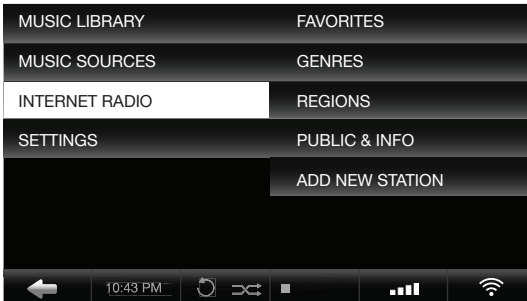 MUSIC LIBRARY
MUSIC SOURCES
INTERNET RADIO
SETTINGS
FAVORITES
GENRES
REGIONS
PUBLIC & INFO
ADD NEW STATION
10:43 PM